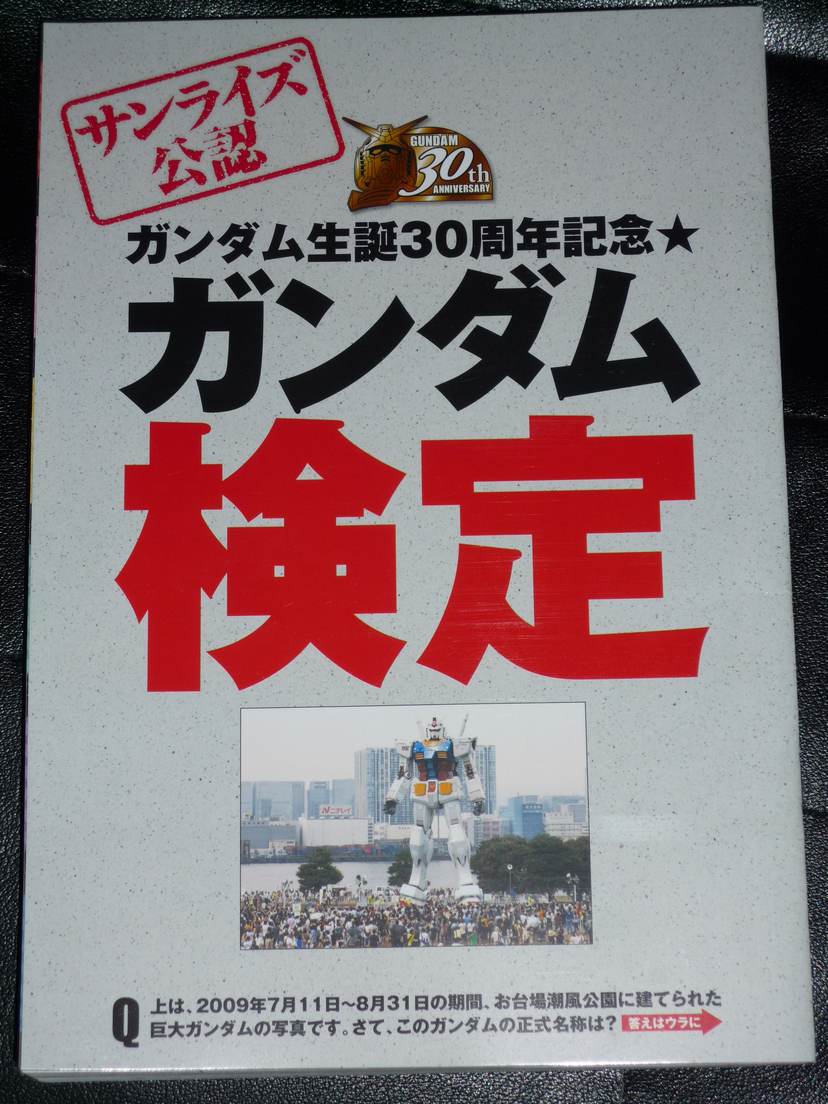 サンライズ
公認
GUNDAM
30th
ANNIVERSARY
ガンダム生誕30周年記念★
ガンダム
検定
ニチレイ
Q 上は、2009年7月11日~8月31日の期間、お台場潮風公園に建てられた
巨大ガンダムの写真です。さて、このガンダムの正式名称は? 答えはウラに